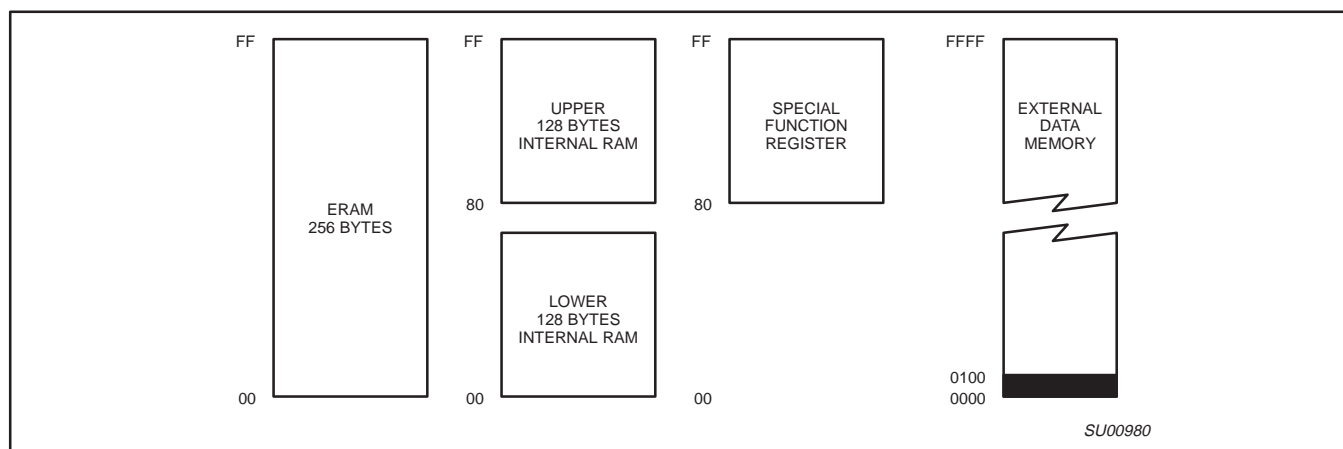 FF
ERAM
256 BYTES
00
FF
UPPER
128 BYTES
INTERNAL RAM
80
LOWER
128 BYTES
INTERNAL RAM
00
FF
SPECIAL
FUNCTION
REGISTER
80
00
FFFF
EXTERNAL
DATA
MEMORY
0100
0000
SU00980